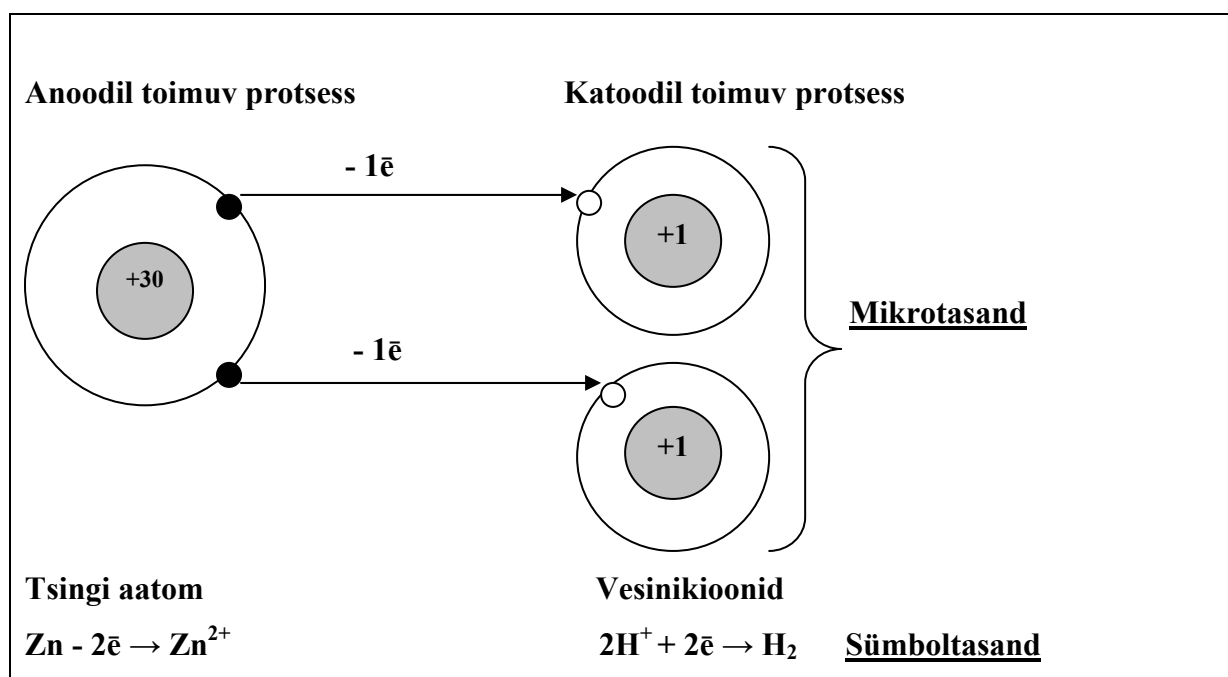 Anoodil toimuv protsess
Katoodil toimuv protsess
- 1ē
+1
+30
Mikrotasand
- 1ē
+1
Tsingi aatom
Vesinikioonid
Zn - 2ē → Zn²⁺
2H⁺ + 2ē → H₂
Sümboltasand